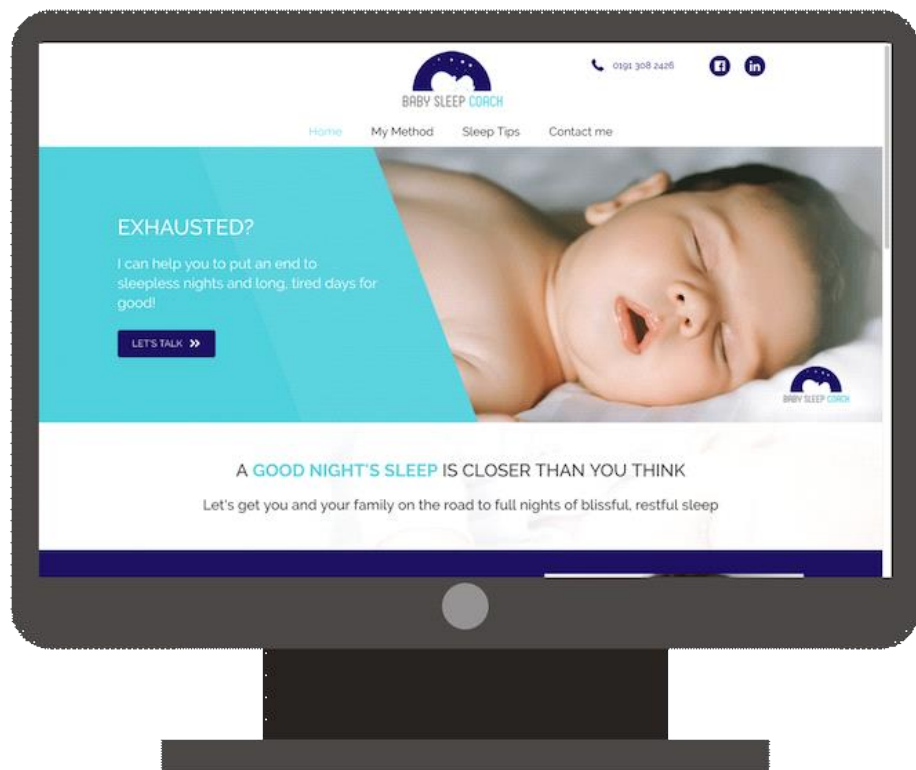 BABY SLEEP COACH
0191 308 2426
Home My Method Sleep Tips Contact me
EXHAUSTED?
I can help you to put an end to
sleepless nights and long, tired days for
good!
LET'S TALK
BABY SLEEP COACH
A GOOD NIGHT'S SLEEP IS CLOSER THAN YOU THINK
Let's get you and your family on the road to full nights of blissful, restful sleep